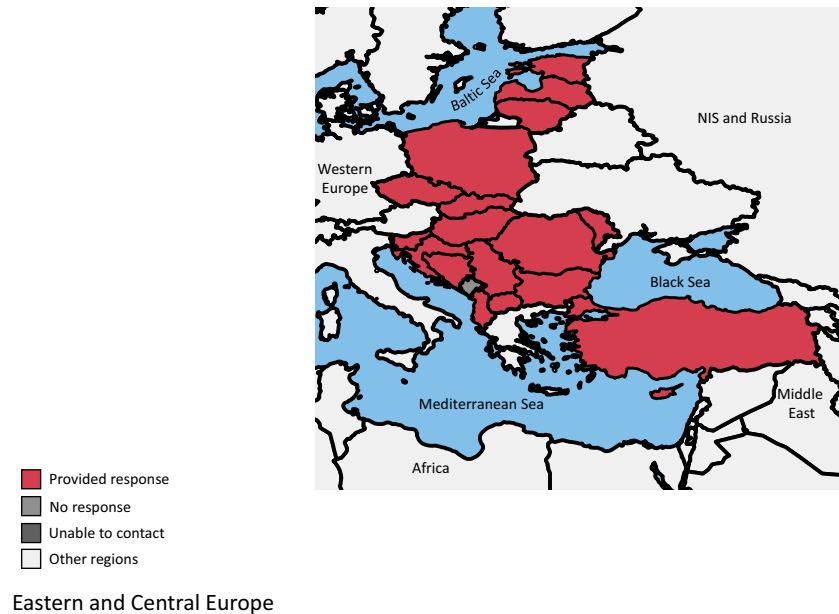 Baltic Sea
NIS and Russia
Western
Europe
Black Sea
Mediterranean Sea
Middle
East
Africa
Provided response
No response
Unable to contact
Other regions
Eastern and Central Europe